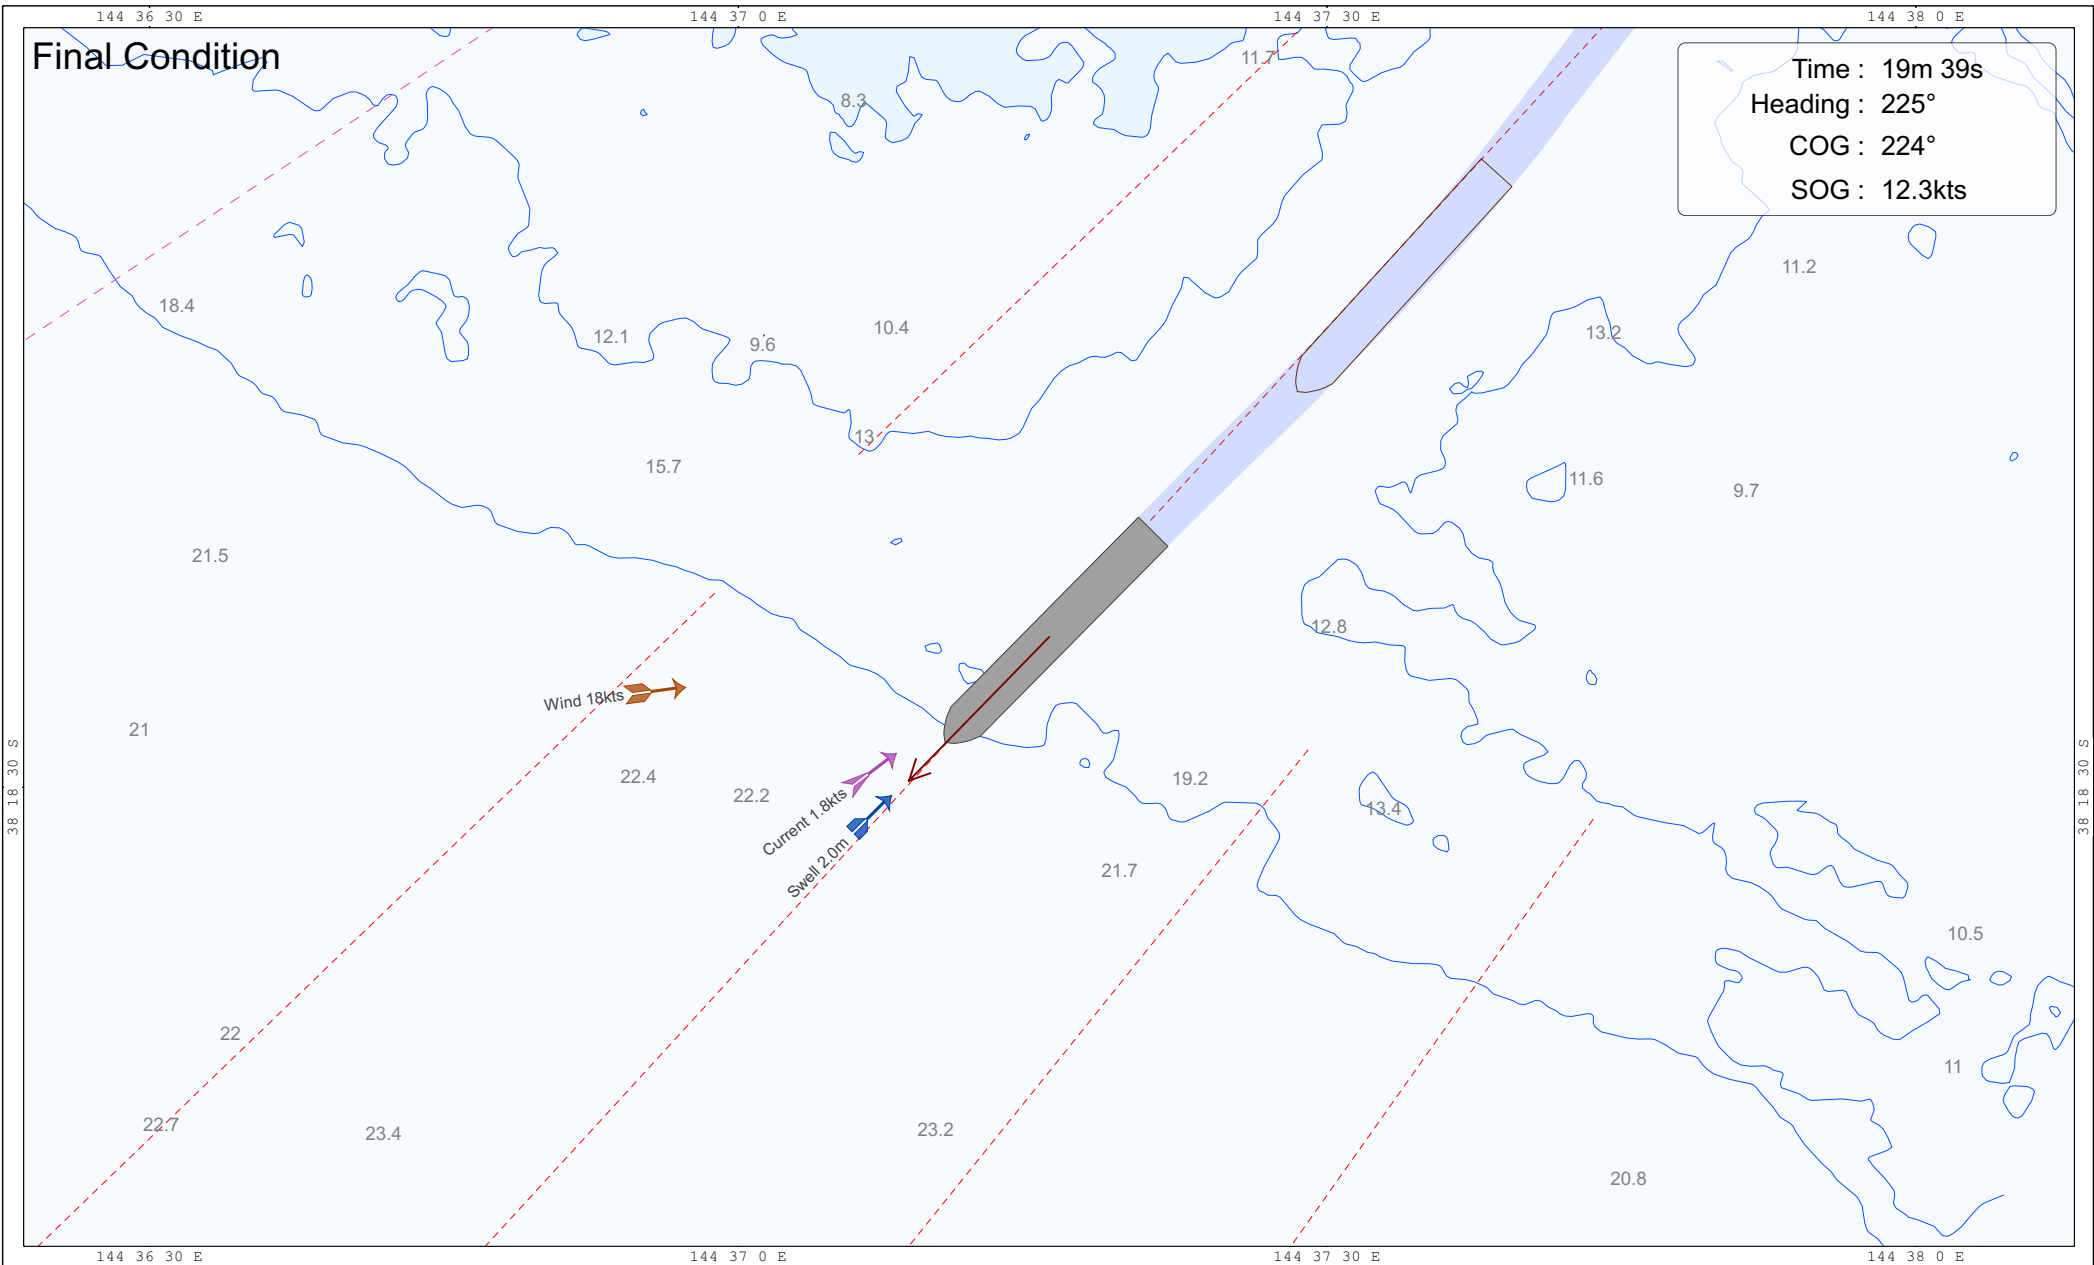 144 36 30 E
144 37 0 E
144 37 30 E
144 38 0 E
Final Condition
Time : 19m 39s
Heading : 225°
COG : 224°
SOG : 12.3kts
11.7
8.3
11.2
18.4
12.1
9.6
10.4
13.2
13
15.7
11.6
9.7
21.5
12.8
Wind 18kts
21
22.4
22.2
Current 1.8kts
Swell 2.0m
19.2
13.4
38 18 30 S
38 18 30 S
21.7
10.5
22
11
22.7
23.4
23.2
20.8
144 36 30 E
144 37 0 E
144 37 30 E
144 38 0 E